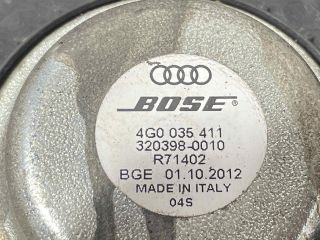 BOSE®
4G0 035 411
320398-0010
R71402
BGE 01.10.2012
MADE IN ITALY
04S